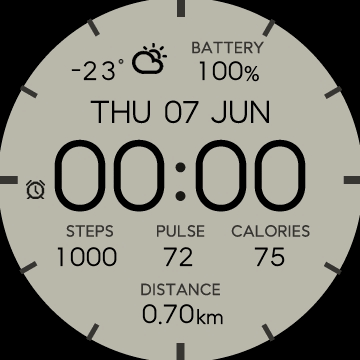 BATTERY
-23° 100%
THU 07 JUN
00:00
STEPS PULSE CALORIES
1000 72 75
DISTANCE
0.70km